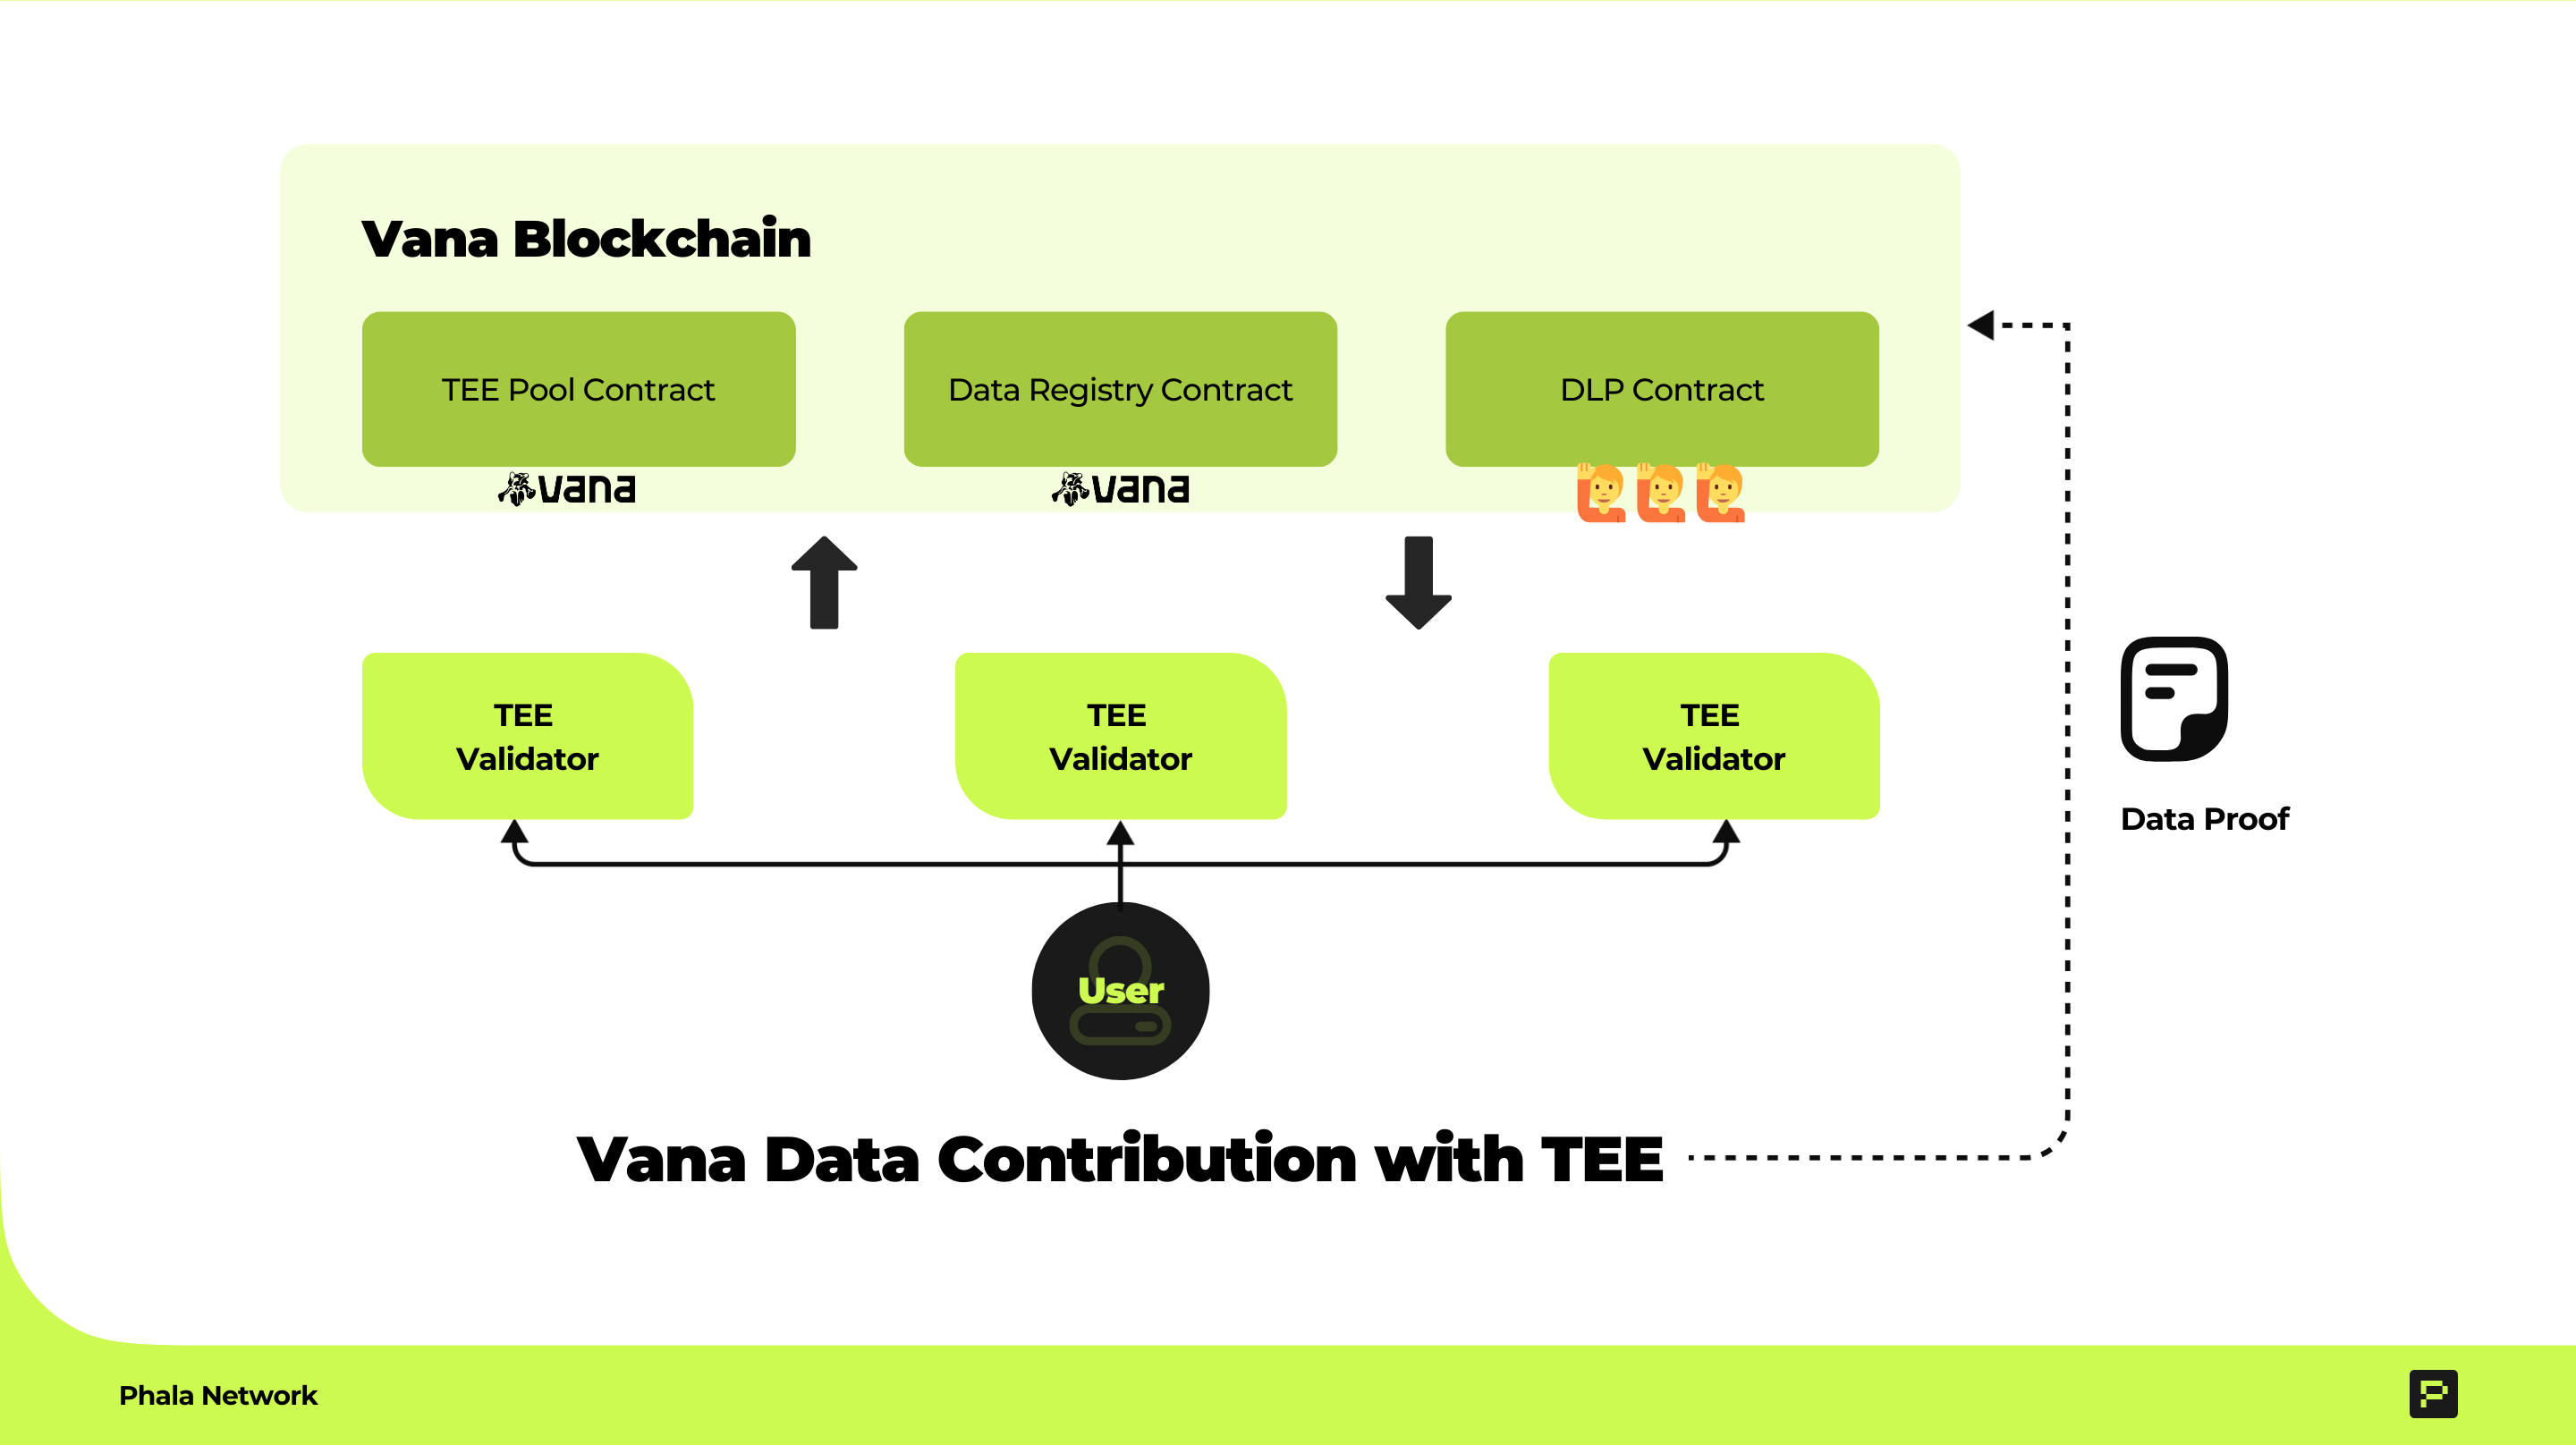 Vana Blockchain
TEE Pool Contract
Data Registry Contract
DLP Contract
vana
vana
TEE
Validator
TEE
Validator
TEE
Validator
Data Proof
User
Vana Data Contribution with TEE
Phala Network
P